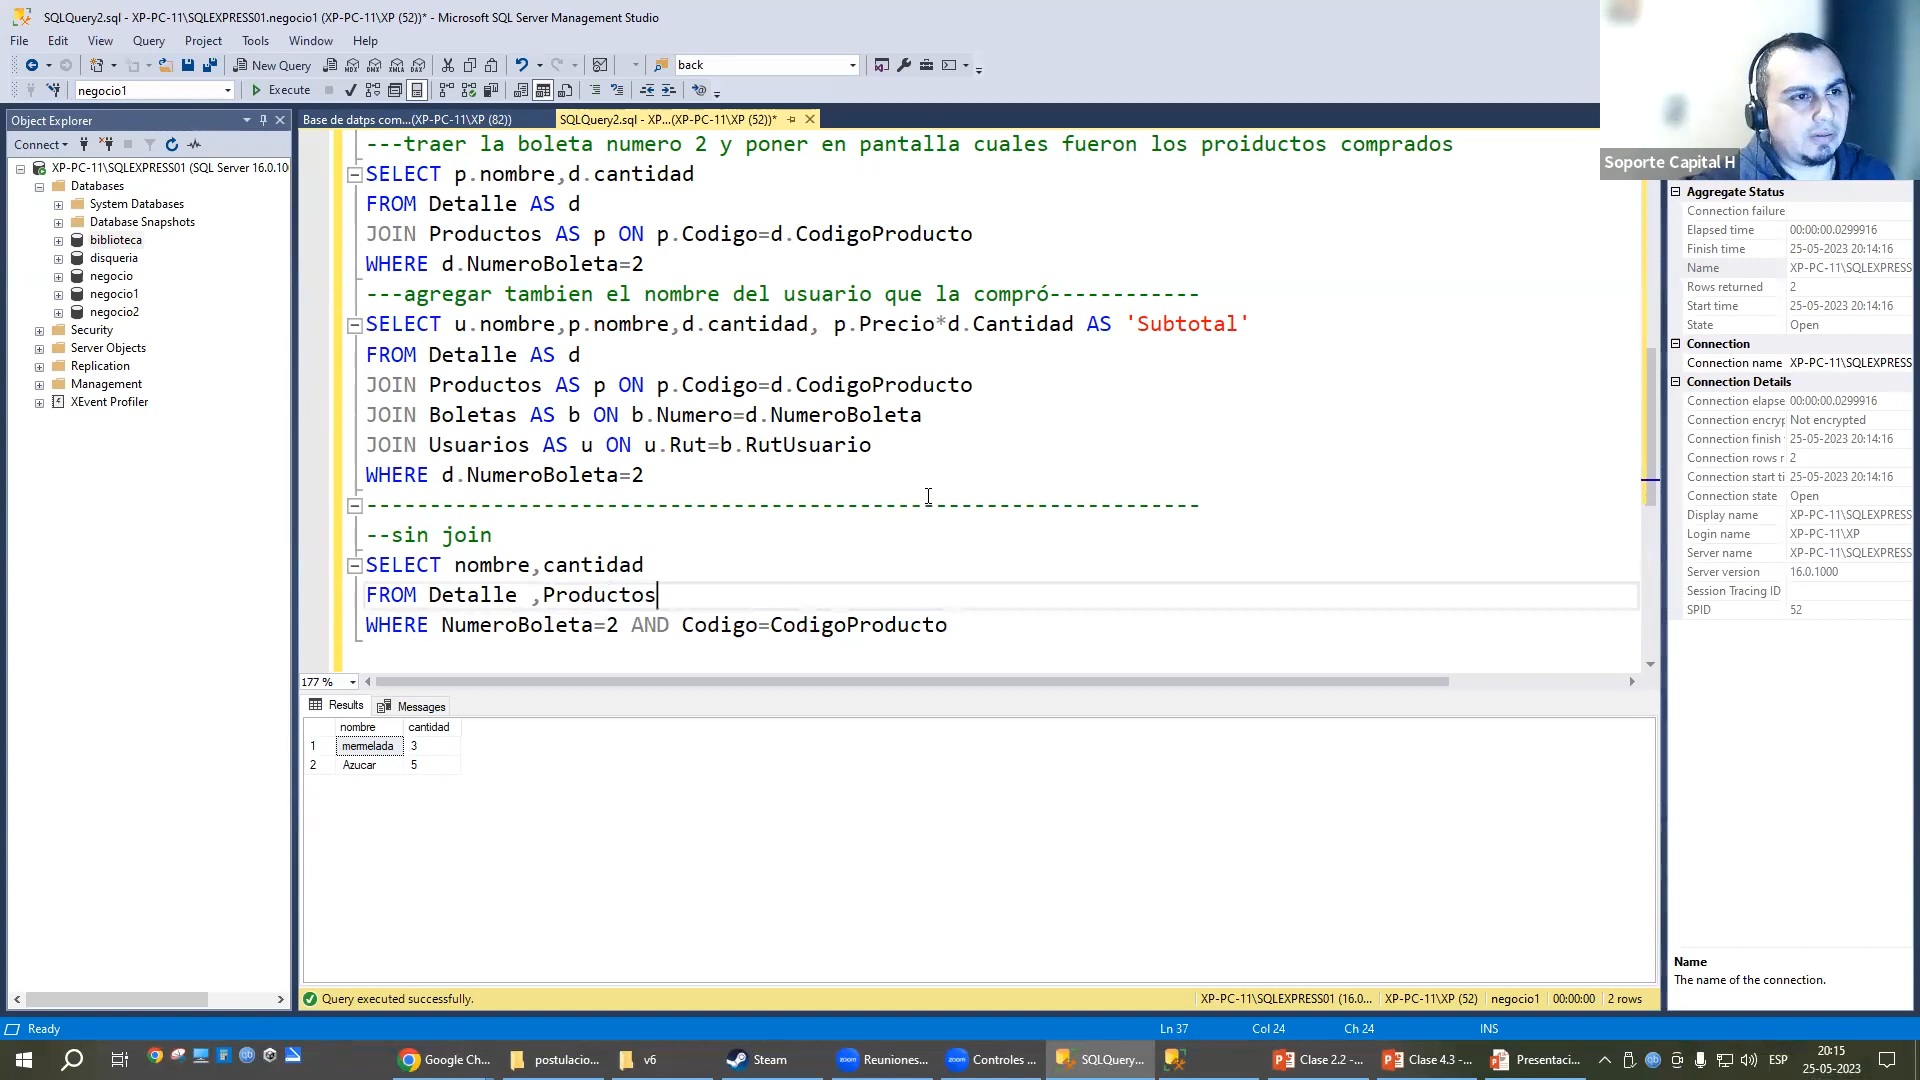 SQLQuery2.sql - XP-PC-11\SQLEXPRESS01.negocio1 (XP-PC-11\XP (52))* - Microsoft SQL Server Management Studio
File Edit View Query Project Tools Window Help
New Query back
negocio1 Execute
Object Explorer
Connect
XP-PC-11\SQLEXPRESS01 (SQL Server 16.0.10
Databases
System Databases
Database Snapshots
biblioteca
disqueria
negocio
negocio1
negocio2
Security
Server Objects
Replication
Management
XEvent Profiler
Base de datps com...(XP-PC-11\XP (82))
SQLQuery2.sql - XP...(XP-PC-11\XP (52))*
---traer la boleta numero 2 y poner en pantalla cuales fueron los proiductos comprados
SELECT p.nombre,d.cantidad
FROM Detalle AS d
JOIN Productos AS p ON p.Codigo=d.CodigoProducto
WHERE d.NumeroBoleta=2
---agregar tambien el nombre del usuario que la compró------------
SELECT u.nombre,p.nombre,d.cantidad, p.Precio*d.Cantidad AS 'Subtotal'
FROM Detalle AS d
JOIN Productos AS p ON p.Codigo=d.CodigoProducto
JOIN Boletas AS b ON b.Numero=d.NumeroBoleta
JOIN Usuarios AS u ON u.Rut=b.RutUsuario
WHERE d.NumeroBoleta=2
------------------------------------------------------------------
--sin join
SELECT nombre,cantidad
FROM Detalle ,Productos
WHERE NumeroBoleta=2 AND Codigo=CodigoProducto
177 %
Results Messages
nombre cantidad
1 mermelada 3
2 Azucar 5
Query executed successfully.
XP-PC-11\SQLEXPRESS01 (16.0... XP-PC-11\XP (52) negocio1 00:00:00 2 rows
Soporte Capital H
Aggregate Status
Connection failure
Elapsed time 00:00:00.0299916
Finish time 25-05-2023 20:14:16
Name XP-PC-11\SQLEXPRESS
Rows returned 2
Start time 25-05-2023 20:14:16
State Open
Connection
Connection name XP-PC-11\SQLEXPRESS
Connection Details
Connection elapse 00:00:00.0299916
Connection encryp Not encrypted
Connection finish 25-05-2023 20:14:16
Connection rows r 2
Connection start ti 25-05-2023 20:14:16
Connection state Open
Display name XP-PC-11\SQLEXPRESS
Login name XP-PC-11\XP
Server name XP-PC-11\SQLEXPRESS
Server version 16.0.1000
Session Tracing ID
SPID 52
Name
The name of the connection.
Ready Ln 37 Col 24 Ch 24 INS
Google Ch... postulacio... v6 Steam Reuniones... Controles ... SQLQuery... Clase 2.2 -... Clase 4.3 -... Presentaci... ESP
20:15
25-05-2023